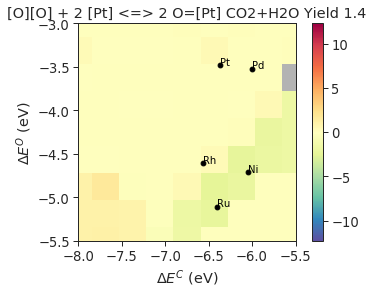 [O][O] + 2 [Pt] <=> 2 O=[Pt] CO2+H2O Yield 1.4
−3.0
−3.5
−4.0
−4.5
−5.0
−5.5
ΔE^O (eV)
Pt
Pd
Rh
Ni
Ru
−8.0 −7.5 −7.0 −6.5 −6.0 −5.5
ΔE^C (eV)
10
5
0
−5
−10